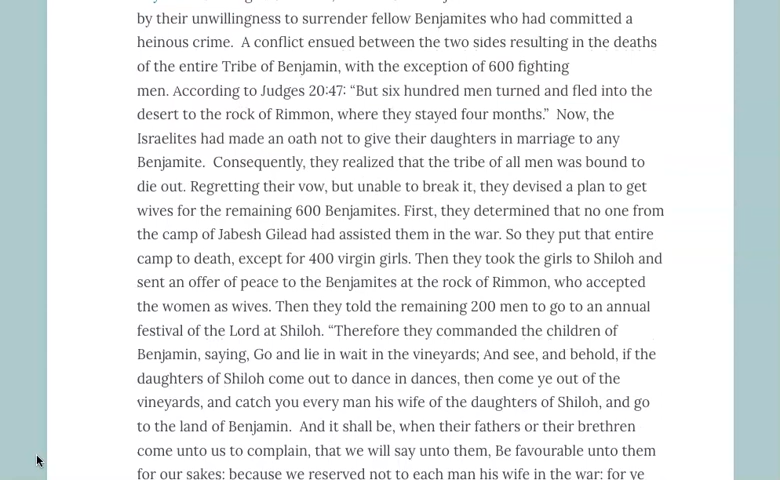 by their unwillingness to surrender fellow Benjamites who had committed a
heinous crime.  A conflict ensued between the two sides resulting in the deaths
of the entire Tribe of Benjamin, with the exception of 600 fighting
men. According to Judges 20:47: “But six hundred men turned and fled into the
desert to the rock of Rimmon, where they stayed four months.”  Now, the
Israelites had made an oath not to give their daughters in marriage to any
Benjamite.  Consequently, they realized that the tribe of all men was bound to
die out. Regretting their vow, but unable to break it, they devised a plan to get
wives for the remaining 600 Benjamites. First, they determined that no one from
the camp of Jabesh Gilead had assisted them in the war. So they put that entire
camp to death, except for 400 virgin girls. Then they took the girls to Shiloh and
sent an offer of peace to the Benjamites at the rock of Rimmon, who accepted
the women as wives. Then they told the remaining 200 men to go to an annual
festival of the Lord at Shiloh. “Therefore they commanded the children of
Benjamin, saying, Go and lie in wait in the vineyards; And see, and behold, if the
daughters of Shiloh come out to dance in dances, then come ye out of the
vineyards, and catch you every man his wife of the daughters of Shiloh, and go
to the land of Benjamin.  And it shall be, when their fathers or their brethren
come unto us to complain, that we will say unto them, Be favourable unto them
for our sakes: because we reserved not to each man his wife in the war: for ye